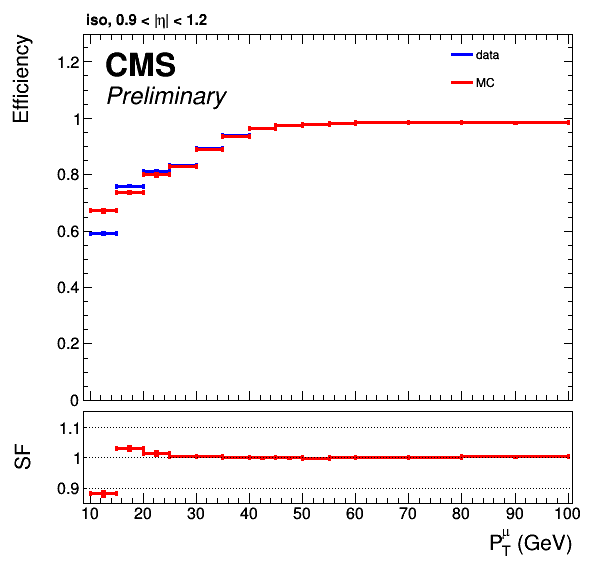 iso, 0.9 < |η| < 1.2
CMS
Preliminary
data
MC
Efficiency
1.2
1
0.8
0.6
0.4
0.2
0
SF
1.1
1
0.9
10 20 30 40 50 60 70 80 90 100
P_T^μ (GeV)